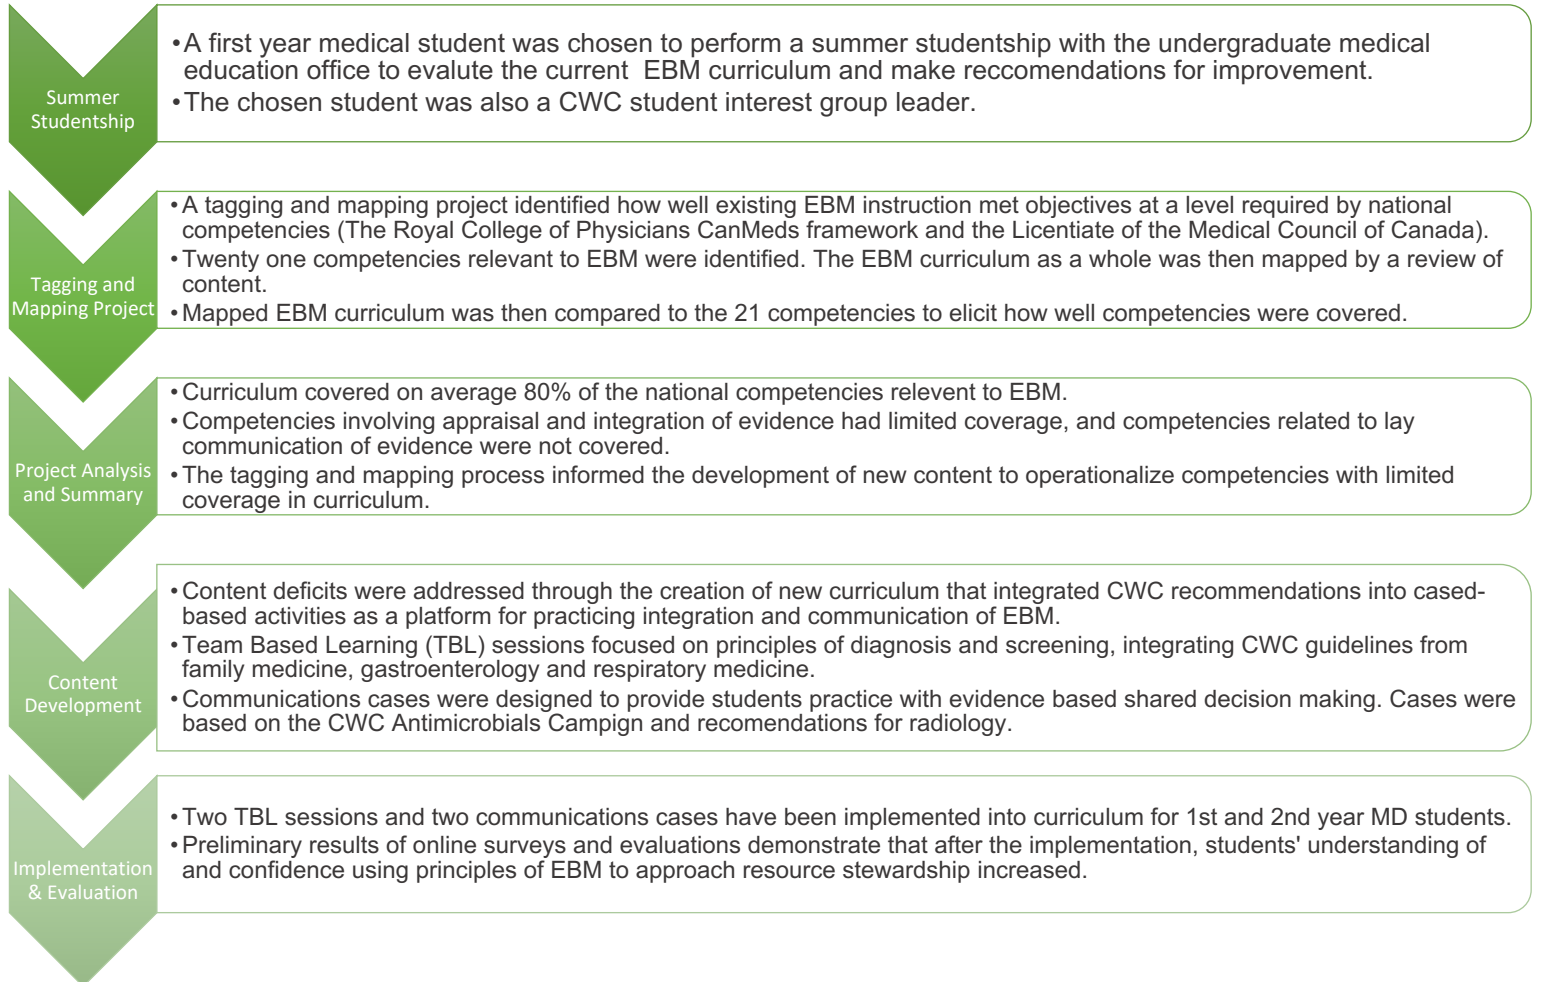 Summer
Studentship
•A first year medical student was chosen to perform a summer studentship with the undergraduate medical
education office to evalute the current  EBM curriculum and make reccomendations for improvement.
•The chosen student was also a CWC student interest group leader.
Tagging and
Mapping Project
•A tagging and mapping project identified how well existing EBM instruction met objectives at a level required by national
competencies (The Royal College of Physicians CanMeds framework and the Licentiate of the Medical Council of Canada).
•Twenty one competencies relevant to EBM were identified. The EBM curriculum as a whole was then mapped by a review of
content.
•Mapped EBM curriculum was then compared to the 21 competencies to elicit how well competencies were covered.
Project Analysis
and Summary
•Curriculum covered on average 80% of the national competencies relevent to EBM.
•Competencies involving appraisal and integration of evidence had limited coverage, and competencies related to lay
communication of evidence were not covered.
•The tagging and mapping process informed the development of new content to operationalize competencies with limited
coverage in curriculum.
Content
Development
•Content deficits were addressed through the creation of new curriculum that integrated CWC recommendations into cased-
based activities as a platform for practicing integration and communication of EBM.
•Team Based Learning (TBL) sessions focused on principles of diagnosis and screening, integrating CWC guidelines from
family medicine, gastroenterology and respiratory medicine.
•Communications cases were designed to provide students practice with evidence based shared decision making. Cases were
based on the CWC Antimicrobials Campign and recomendations for radiology.
Implementation
& Evaluation
•Two TBL sessions and two communications cases have been implemented into curriculum for 1st and 2nd year MD students.
•Preliminary results of online surveys and evaluations demonstrate that after the implementation, students' understanding of
and confidence using principles of EBM to approach resource stewardship increased.